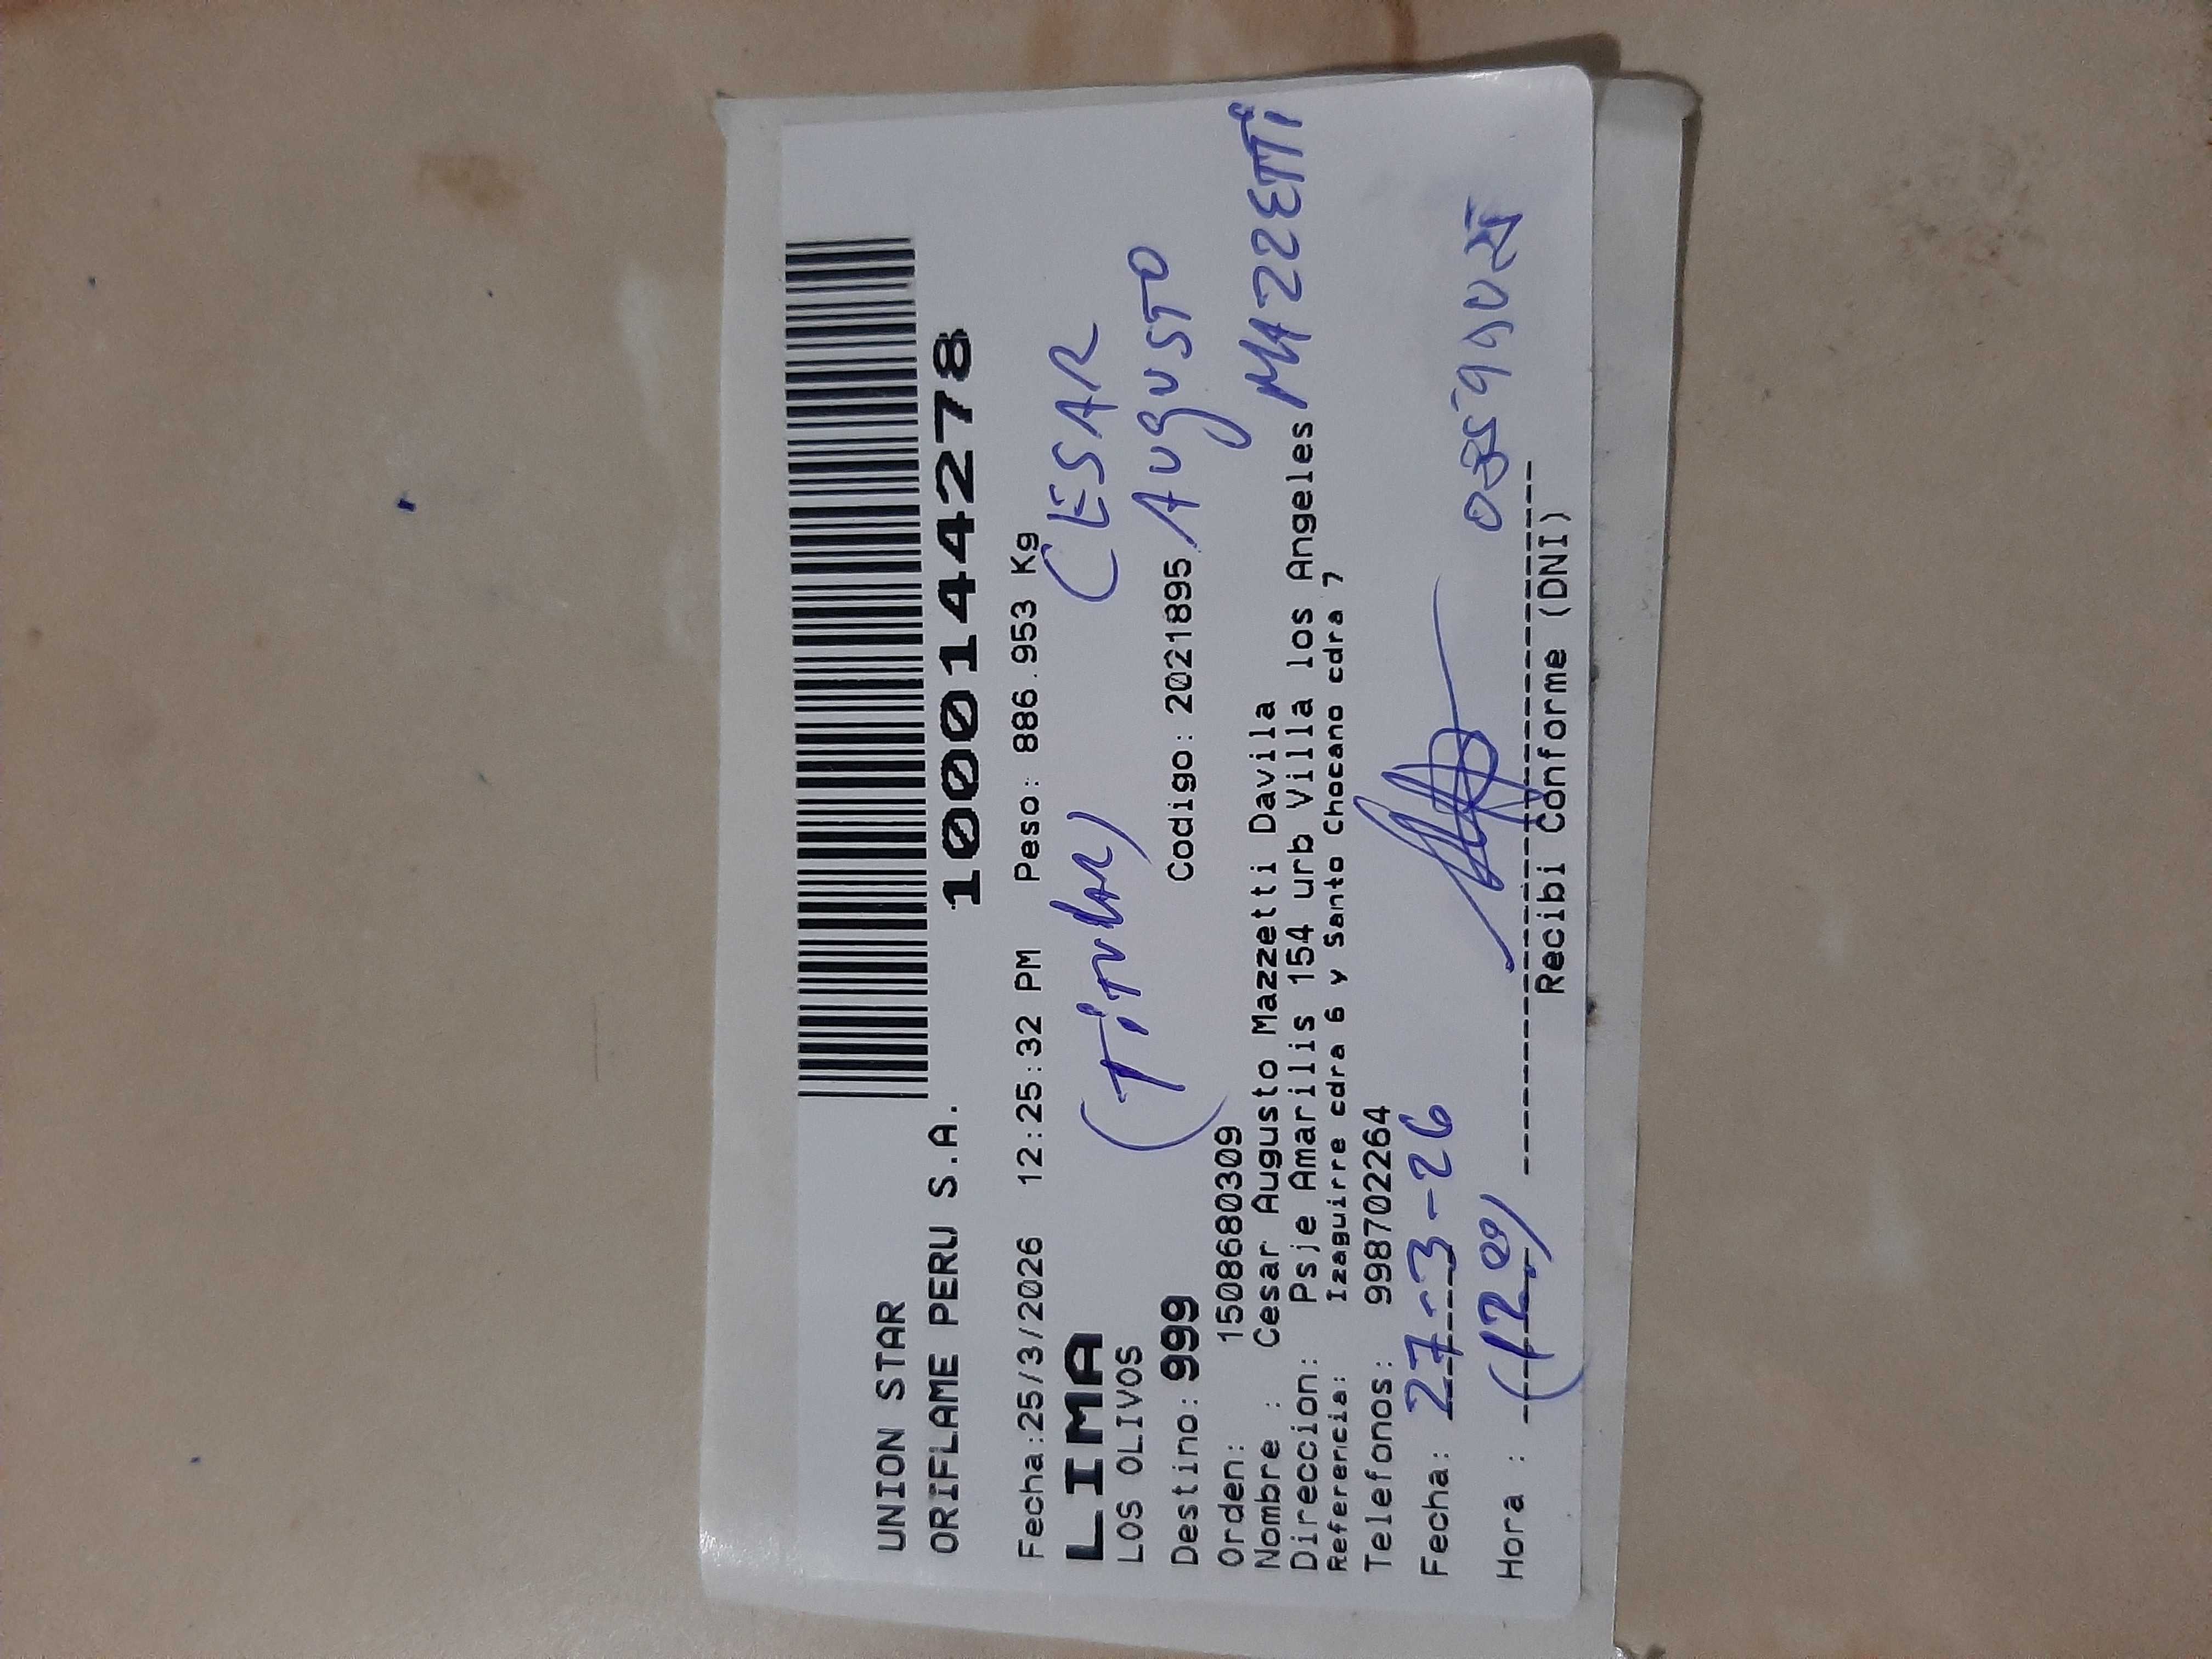 UNION STAR
ORIFLAME PERU S.A.
1000144278
Fecha:25/3/2026 12:25:32 PM Peso: 886.953 Kg
LIMA
LOS OLIVOS
(Titular) CESAR
Destino: 999 Codigo: 2021895 AUgUSTO
Orden: 1508680309
Nombre : Cesar Augusto Mazzetti Davila
Direccion: Psje Amarilis 154 urb Villa los Angeles MAZZETTi
Referencia: Izaguirre cdra 6 y Santo Chocano cdra 7
Telefonos: 998702264
Fecha: 27-3-26
Hora :
Recibi Conforme (DNI)